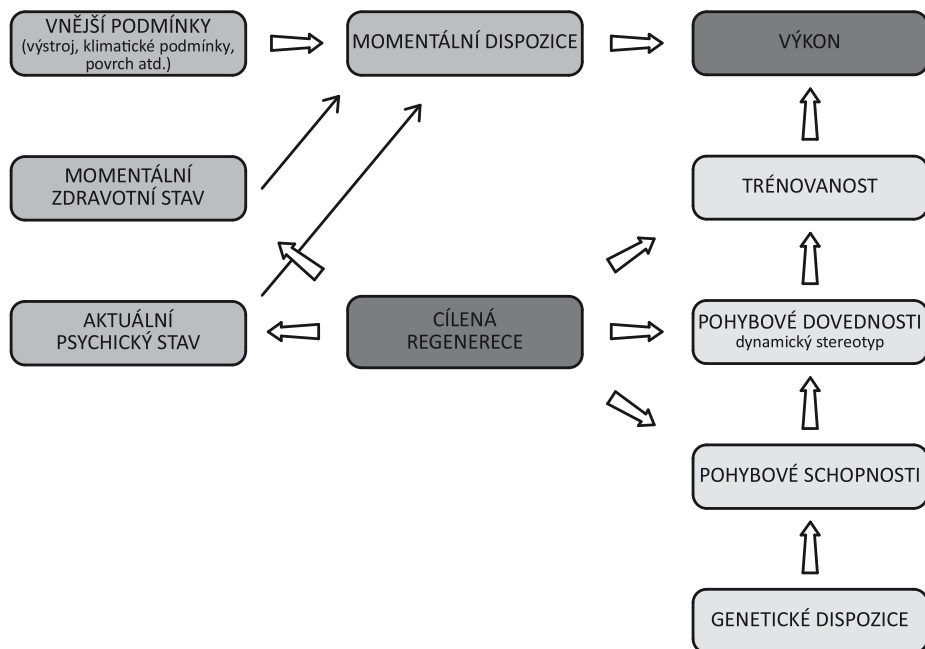 VNĚJŠÍ PODMÍNKY
(výstroj, klimatické podmínky,
povrch atd.)
MOMENTÁLNÍ DISPOZICE
VÝKON
MOMENTÁLNÍ
ZDRAVOTNÍ STAV
TRÉNOVANOST
AKTUÁLNÍ
PSYCHICKÝ STAV
CÍLENÁ
REGENERECE
POHYBOVÉ DOVEDNOSTI
dynamický stereotyp
POHYBOVÉ SCHOPNOSTI
GENETICKÉ DISPOZICE